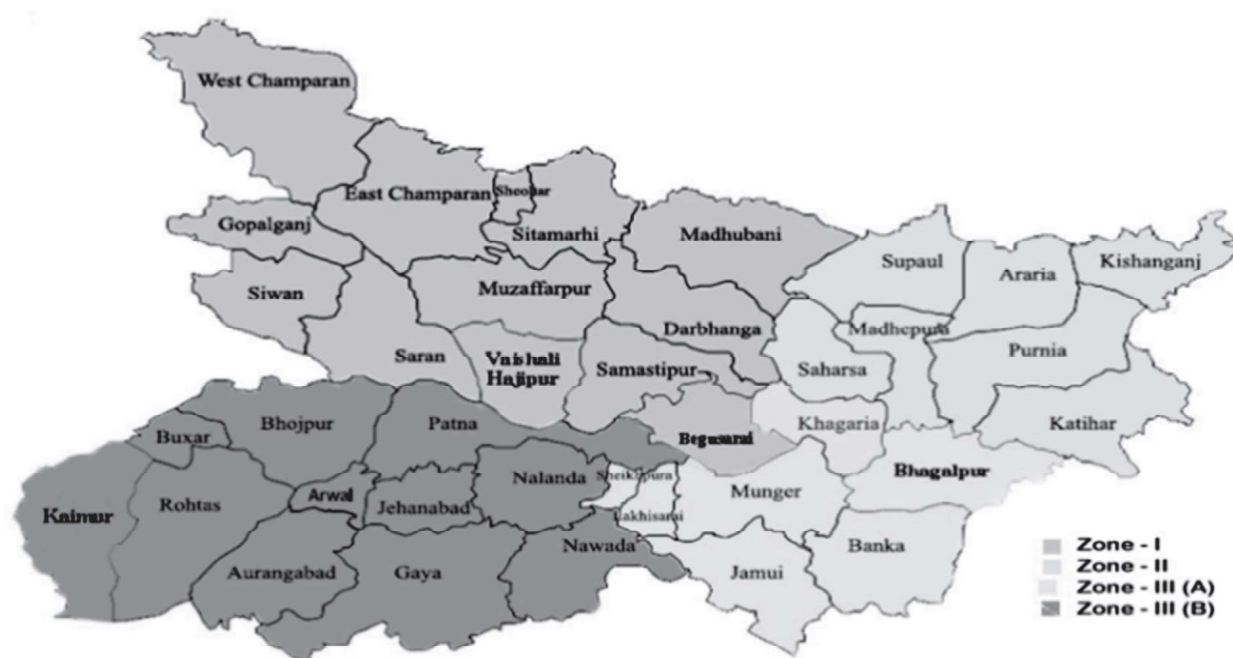 West Champaran
East Champaran
Sheohar
Sitamarhi
Gopalganj
Madhubani
Supaul
Araria
Kishanganj
Siwan
Muzaffarpur
Darbhanga
Madhepura
Purnia
Saran
Vaishali
Hajipur
Samastipur
Saharsa
Bhojpur
Patna
Begusarai
Khagaria
Katihar
Buxar
Nalanda
Sheikhpura
Munger
Bhagalpur
Kaimur
Rohtas
Arwal
Jehanabad
Lakhisarai
Nawada
Banka
Aurangabad
Gaya
Jamui
Zone - I
Zone - II
Zone - III (A)
Zone - III (B)